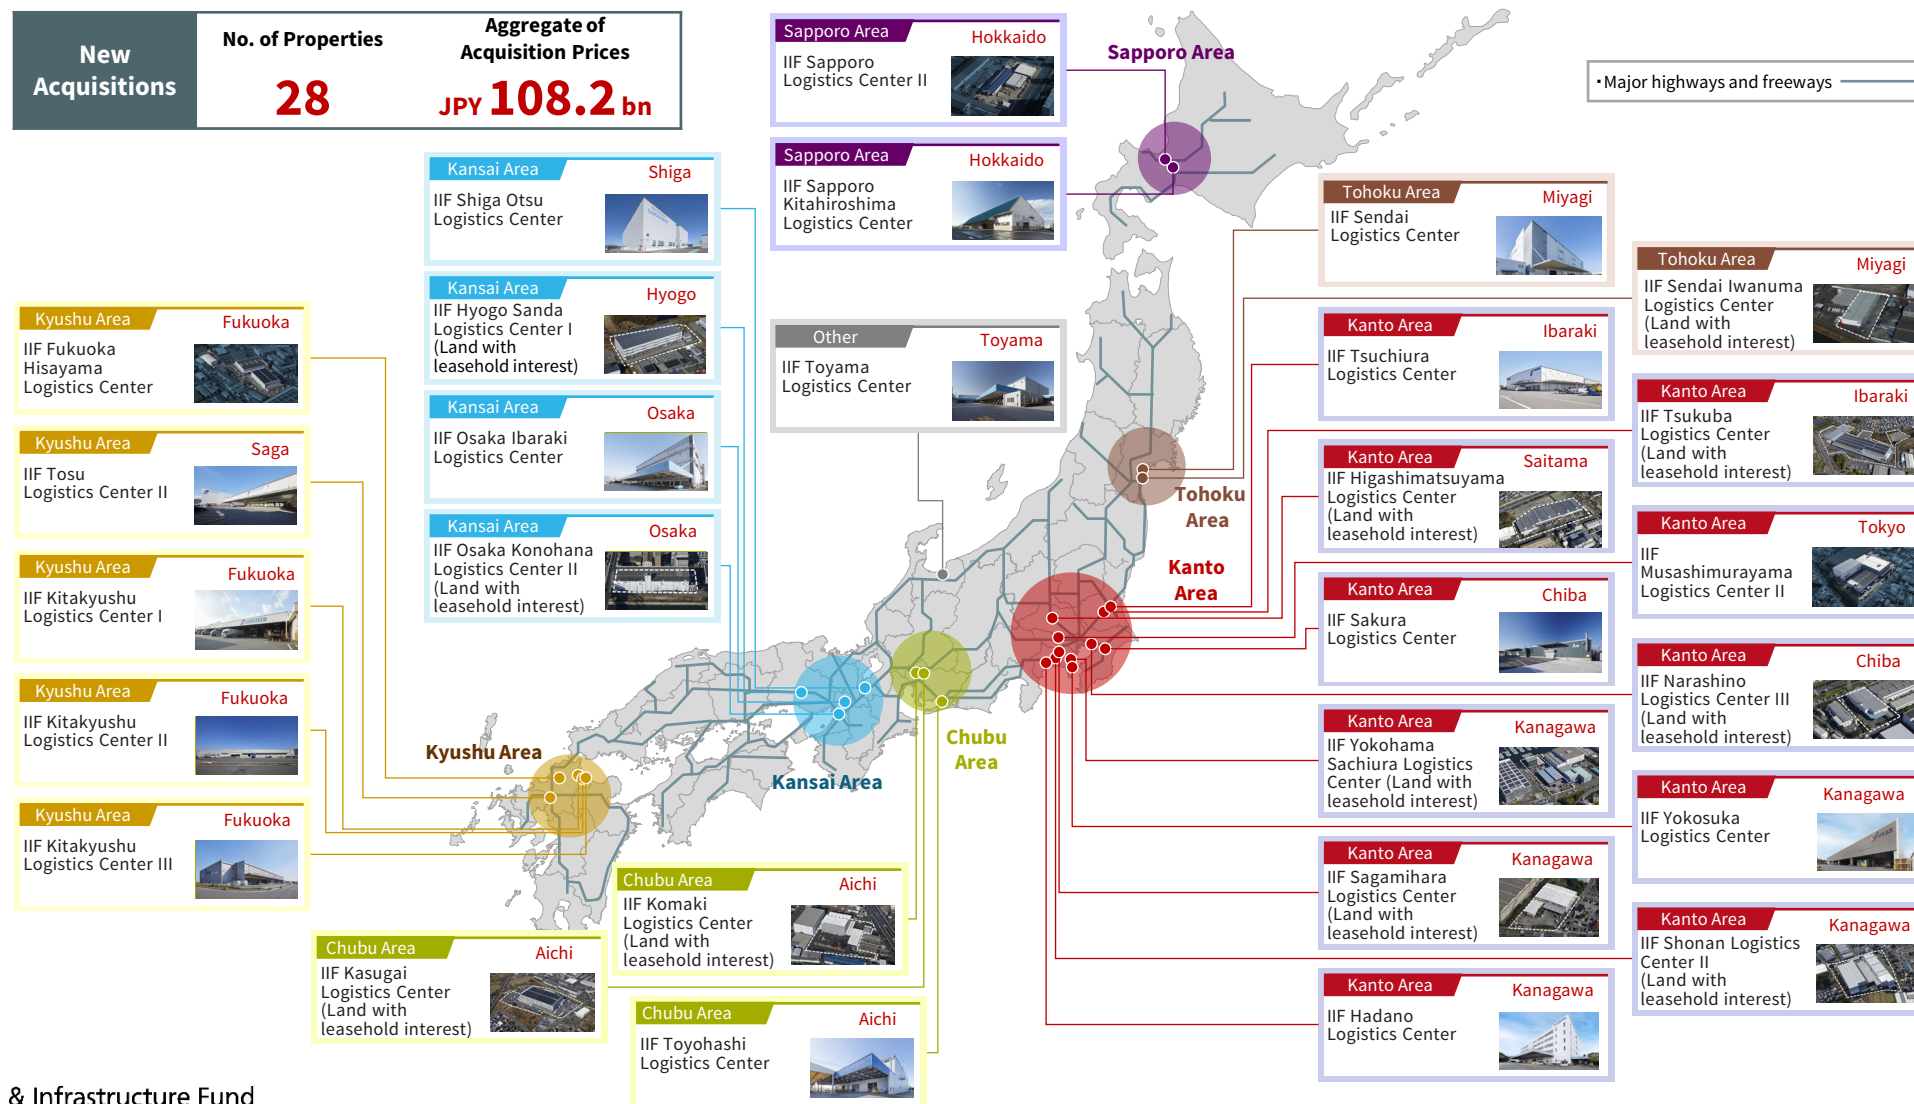 New
Acquisitions
No. of Properties
28
Aggregate of
Acquisition Prices
JPY 108.2 bn
・Major highways and freeways
Sapporo Area
Hokkaido
IIF Sapporo
Logistics Center II
Sapporo Area
Hokkaido
IIF Sapporo
Kitahiroshima
Logistics Center
Sapporo Area
Kansai Area
Shiga
IIF Shiga Otsu
Logistics Center
Kansai Area
Hyogo
IIF Hyogo Sanda
Logistics Center I
(Land with
leasehold interest)
Kansai Area
Osaka
IIF Osaka Ibaraki
Logistics Center
Kansai Area
Osaka
IIF Osaka Konohana
Logistics Center II
(Land with
leasehold interest)
Other
Toyama
IIF Toyama
Logistics Center
Kyushu Area
Fukuoka
IIF Fukuoka
Hisayama
Logistics Center
Kyushu Area
Saga
IIF Tosu
Logistics Center II
Kyushu Area
Fukuoka
IIF Kitakyushu
Logistics Center I
Kyushu Area
Fukuoka
IIF Kitakyushu
Logistics Center II
Kyushu Area
Fukuoka
IIF Kitakyushu
Logistics Center III
Tohoku Area
Miyagi
IIF Sendai
Logistics Center
Tohoku Area
Miyagi
IIF Sendai Iwanuma
Logistics Center
(Land with
leasehold interest)
Kanto Area
Ibaraki
IIF Tsuchiura
Logistics Center
Kanto Area
Ibaraki
IIF Tsukuba
Logistics Center
(Land with
leasehold interest)
Kanto Area
Saitama
IIF Higashimatsuyama
Logistics Center
(Land with
leasehold interest)
Kanto Area
Tokyo
IIF
Musashimurayama
Logistics Center II
Kanto Area
Chiba
IIF Sakura
Logistics Center
Kanto Area
Chiba
IIF Narashino
Logistics Center III
(Land with
leasehold interest)
Kanto Area
Kanagawa
IIF Yokohama
Sachiura Logistics
Center (Land with
leasehold interest)
Kanto Area
Kanagawa
IIF Yokosuka
Logistics Center
Kanto Area
Kanagawa
IIF Sagamihara
Logistics Center
(Land with
leasehold interest)
Kanto Area
Kanagawa
IIF Shonan Logistics
Center II
(Land with
leasehold interest)
Kanto Area
Kanagawa
IIF Hadano
Logistics Center
Tohoku
Area
Kanto
Area
Chubu
Area
Kansai Area
Kyushu Area
Chubu Area
Aichi
IIF Komaki
Logistics Center
(Land with
leasehold interest)
Chubu Area
Aichi
IIF Kasugai
Logistics Center
(Land with
leasehold interest)
Chubu Area
Aichi
IIF Toyohashi
Logistics Center
& Infrastructure Fund